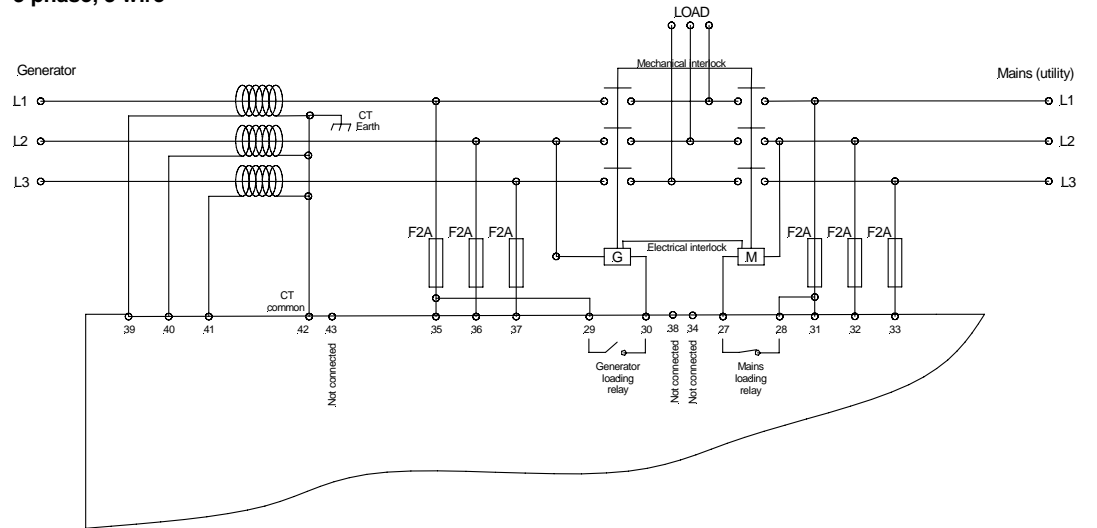 3 phase, 3 wire
LOAD
Mechanical interlock
Generator
Mains (utility)
L1
CT
Earth
L1
L2
L2
L3
L3
F2A
F2A
F2A
Electrical interlock
G
M
F2A
F2A
F2A
CT
common
39
40
41
42
43
35
36
37
29
30
38
34
27
28
31
32
33
Not connected
Generator
loading
relay
Not connected
Not connected
Mains
loading
relay